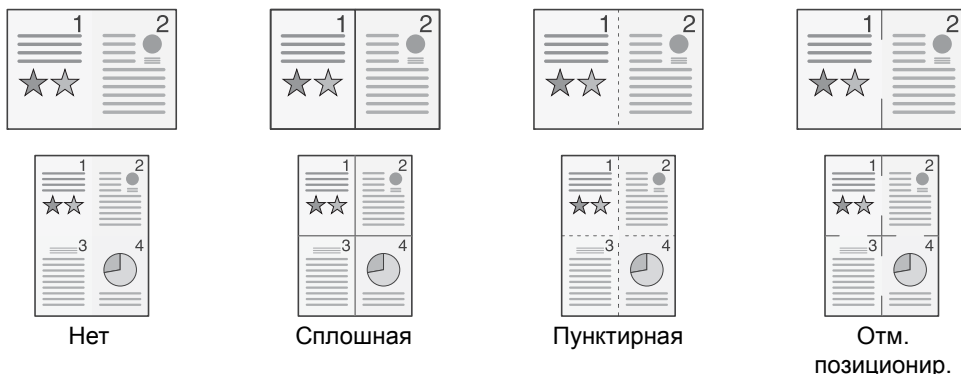 1 2 1 2 1 2 1 2
1 2 1 2 1 2 1 2
3 4 3 4 3 4 3 4
Нет Сплошная Пунктирная Отм.
позиционир.